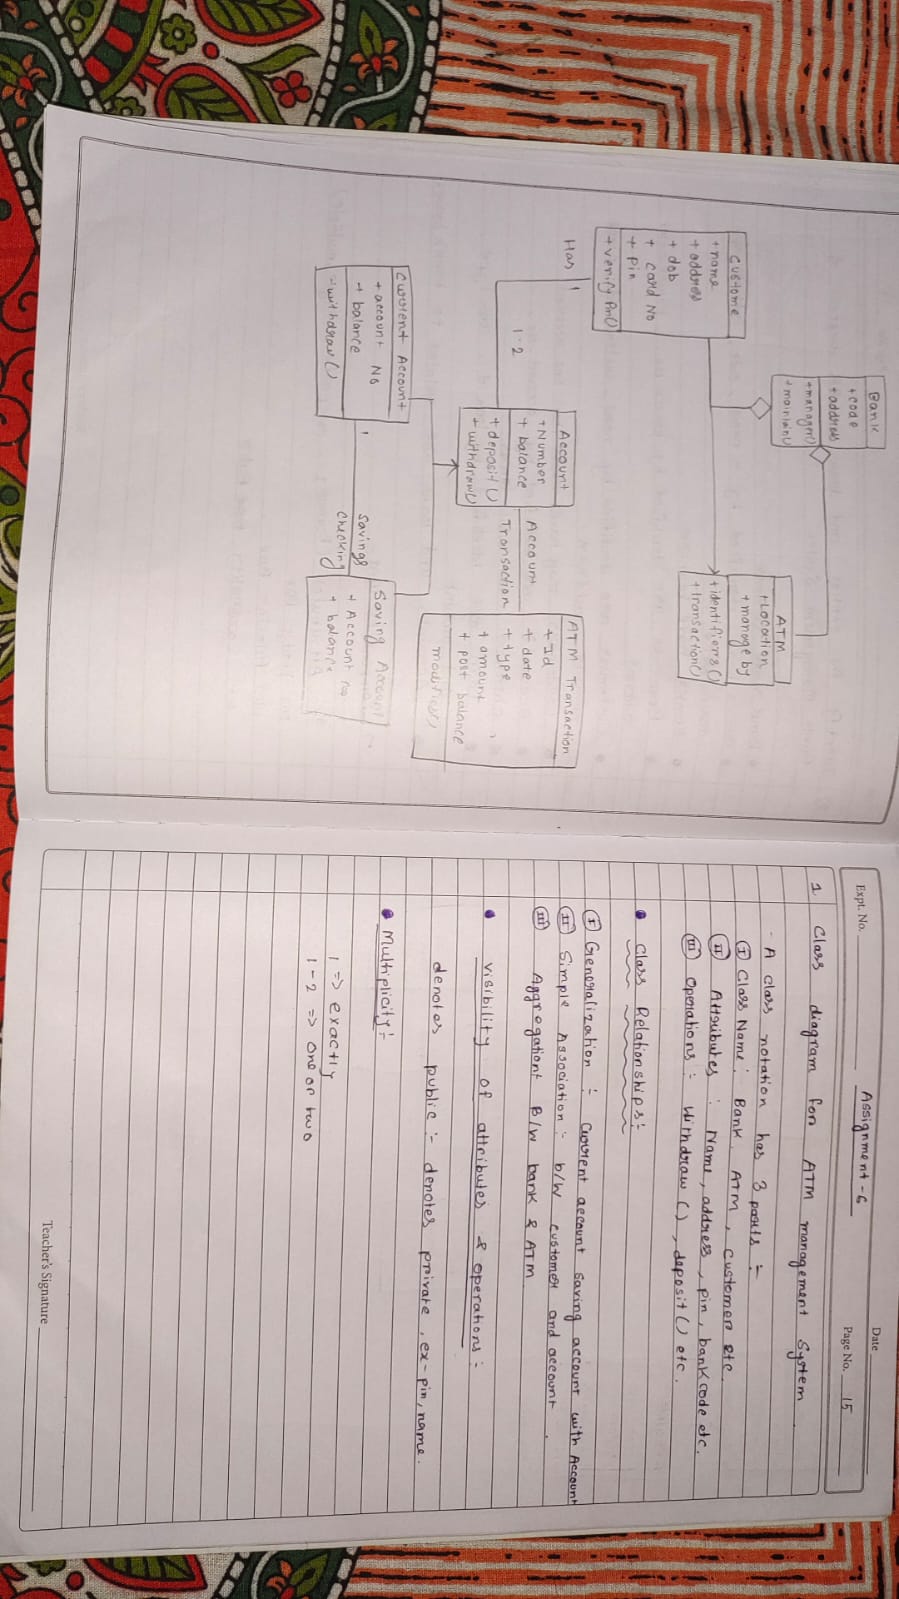 Bank
+code
+address
+manager()
+maintain()
Custome
+name
+address
+dob
+ card No
+ pin
+verify Pin()
ATM
+Location
+manage by
+identifiers()
+transaction()
Has
1
1-2
Account
+Number
+ balance
+deposit()
+withdraw()
Account
Transaction
ATM Transaction
+Id
+date
+type
+amount
+ post balance
modifies()
Current Account
+account No
+ balance
-withdraw()
1
Savings
Checking
Saving Account
+ Account no
+ balance
Expt. No.
Assignment-6
Date
Page No. 15
1 Class diagram for ATM management System.
- A class notation has 3 parts :-
(I) Class Name : Bank, ATM, customers etc.
(II) Attributes : Name, address, pin, bank code etc.
(III) Operations : Withdraw(), deposit() etc.
• Class Relationships:-
(I) Generalization :- Current account saving account with Account
(II) Simple Association :- b/w customer and account.
(III) Aggregation: B/w bank & ATM
• visibility of attributes & operations :-
denotes public :- denotes private, ex-pin, name.
• Multiplicity:-
1 => exactly
1-2 => one or two
Teacher's Signature